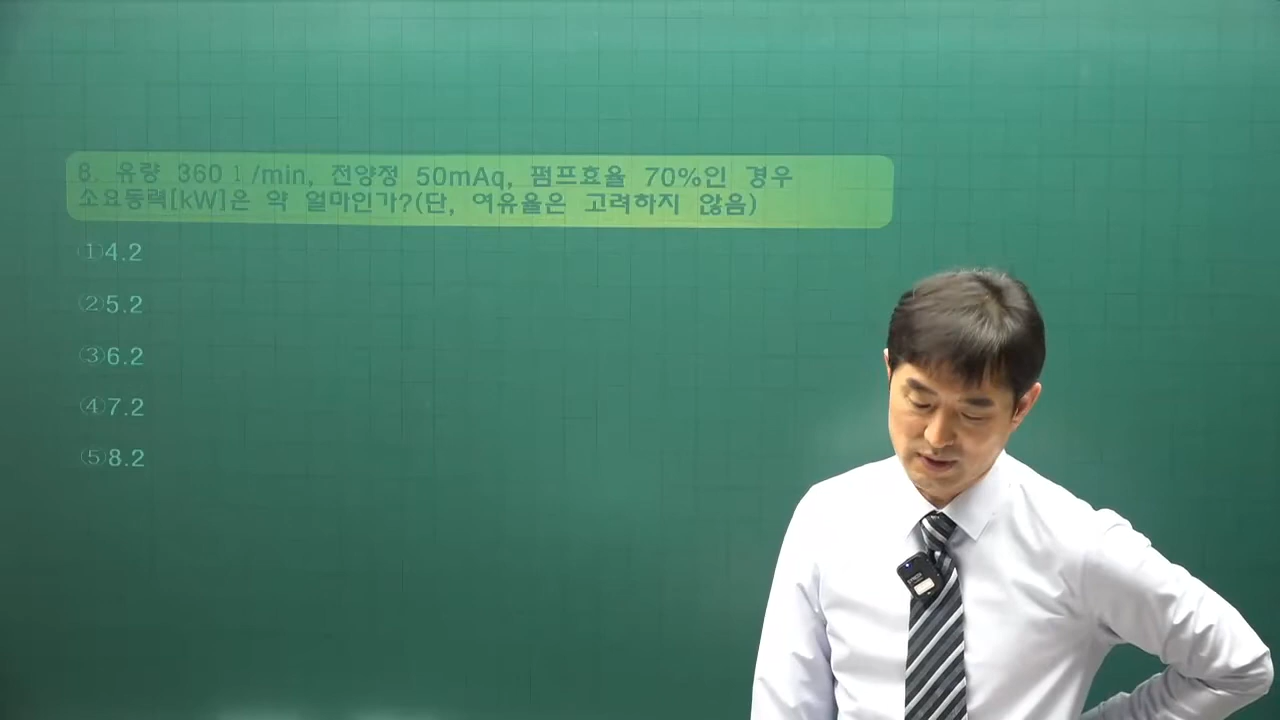 8. 유량 360ℓ/min, 전양정 50mAq, 펌프효율 70%인 경우
소요동력[kW]은 약 얼마인가?(단, 여유율은 고려하지 않음)
①4.2
②5.2
③6.2
④7.2
⑤8.2